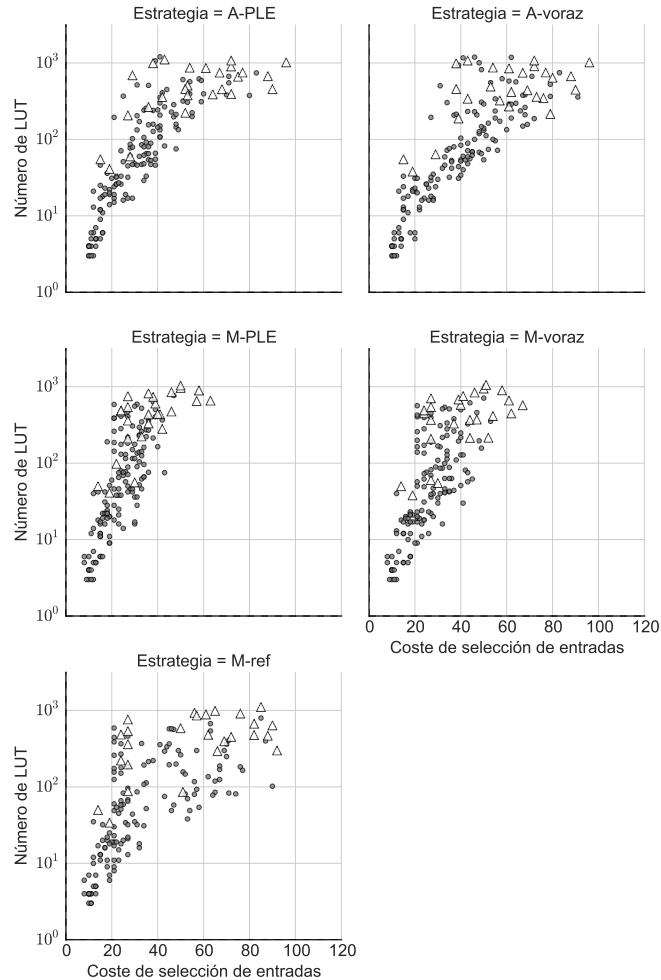 Estrategia = A-PLE
Estrategia = A-voraz
Número de LUT
10³
10²
10¹
10⁰
Estrategia = M-PLE
Estrategia = M-voraz
Número de LUT
10³
10²
10¹
10⁰
0 20 40 60 80 100 120
Coste de selección de entradas
Estrategia = M-ref
Número de LUT
10³
10²
10¹
10⁰
0 20 40 60 80 100 120
Coste de selección de entradas